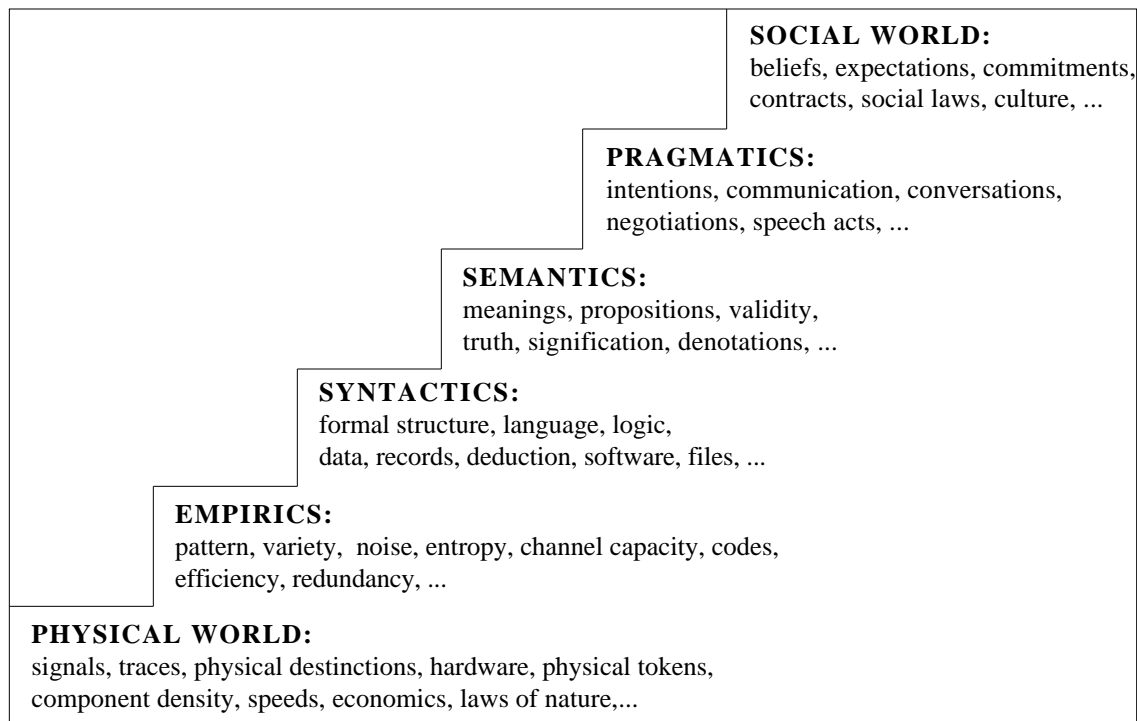 SOCIAL WORLD:
beliefs, expectations, commitments,
contracts, social laws, culture, ...
PRAGMATICS:
intentions, communication, conversations,
negotiations, speech acts, ...
SEMANTICS:
meanings, propositions, validity,
truth, signification, denotations, ...
SYNTACTICS:
formal structure, language, logic,
data, records, deduction, software, files, ...
EMPIRICS:
pattern, variety, noise, entropy, channel capacity, codes,
efficiency, redundancy, ...
PHYSICAL WORLD:
signals, traces, physical destinctions, hardware, physical tokens,
component density, speeds, economics, laws of nature,...